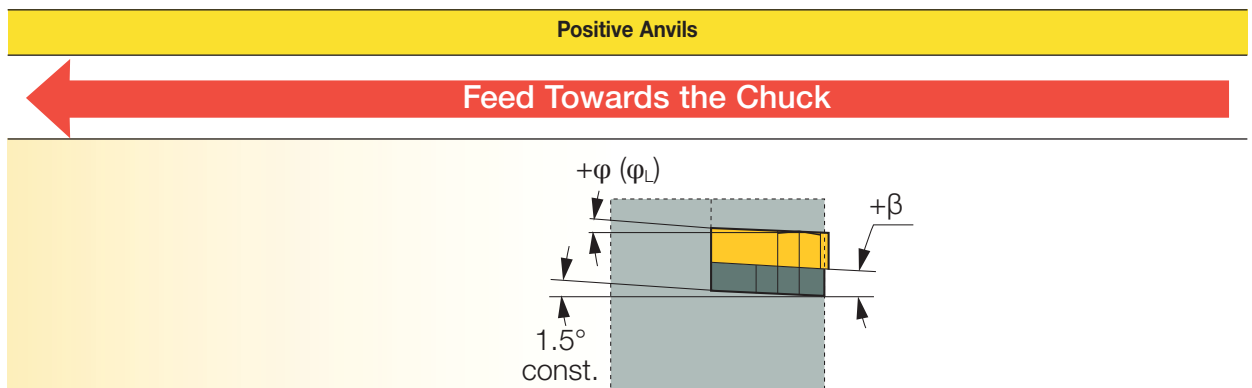 Positive Anvils
Feed Towards the Chuck
+φ (φL)
+β
1.5°
const.